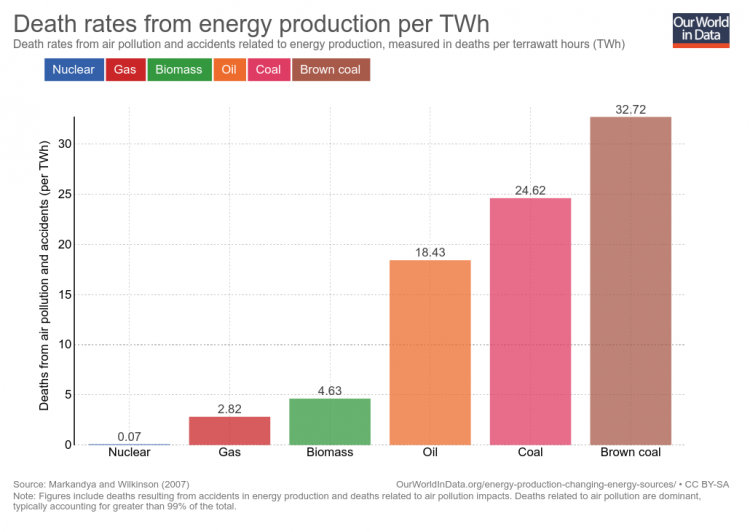 Death rates from energy production per TWh
Death rates from air pollution and accidents related to energy production, measured in deaths per terrawatt hours (TWh)
Our World
in Data
Nuclear
Gas
Biomass
Oil
Coal
Brown coal
Deaths from air pollution and accidents (per TWh)
30
25
20
15
10
5
0
0.07
2.82
4.63
18.43
24.62
32.72
Nuclear
Gas
Biomass
Oil
Coal
Brown coal
Source: Markandya and Wilkinson (2007)
OurWorldInData.org/energy-production-changing-energy-sources/ • CC BY-SA
Note: Figures include deaths resulting from accidents in energy production and deaths related to air pollution impacts. Deaths related to air pollution are dominant,
typically accounting for greater than 99% of the total.